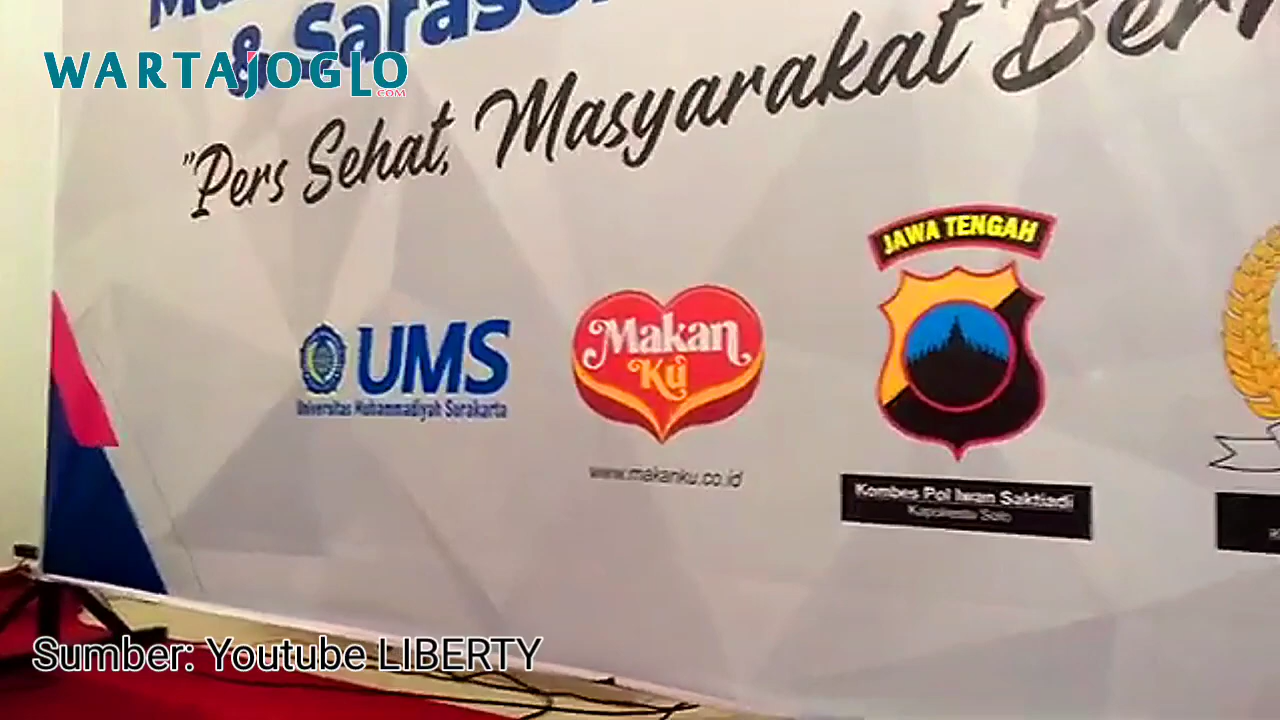 & Sarase
WARTAJOGLO
.COM
"Pers Sehat, Masyarakat Ber
JAWA TENGAH
UMS
Universitas Muhammadiyah Surakarta
Makan
Ku
www.makanku.co.id
Kombes Pol Iwan Saktiadi
Kapolresta Solo
Sumber: Youtube LIBERTY